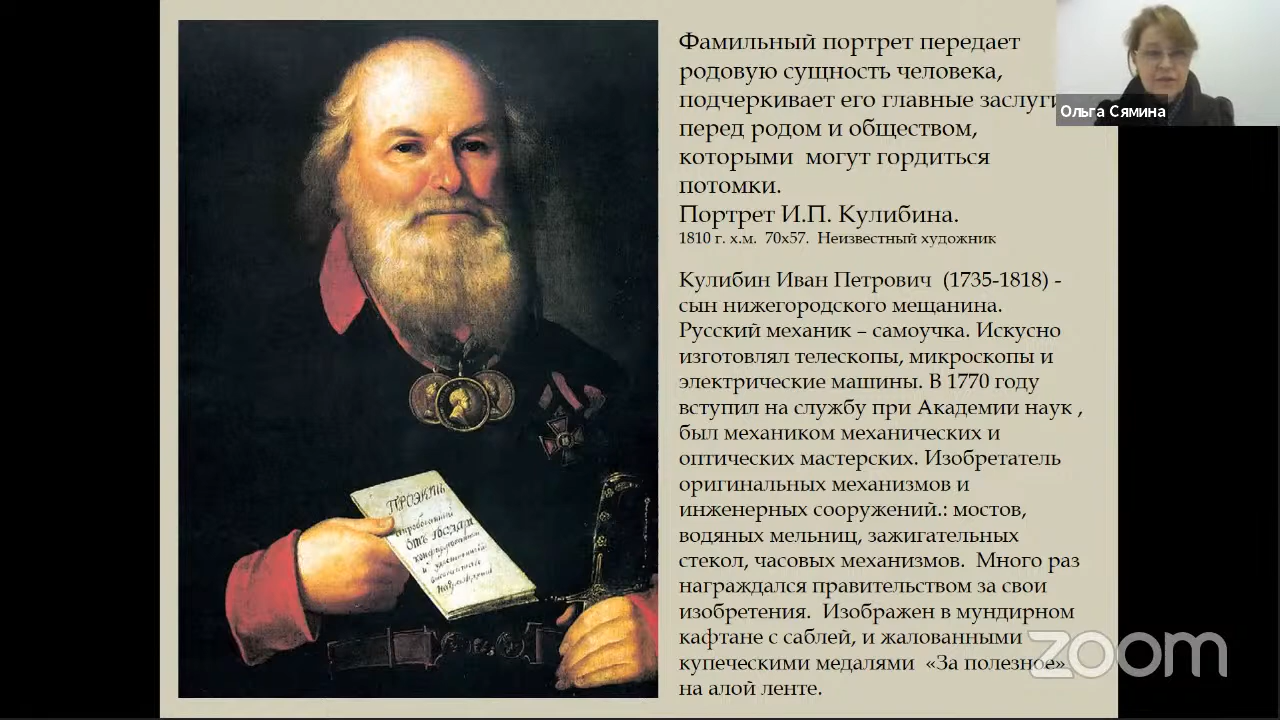 Фамильный портрет передает
родовую сущность человека,
подчеркивает его главные заслуги
перед родом и обществом,
которыми могут гордиться
потомки.
Портрет И.П. Кулибина.
1810 г. х.м. 70х57. Неизвестный художник
Кулибин Иван Петрович (1735-1818) -
сын нижегородского мещанина.
Русский механик – самоучка. Искусно
изготовлял телескопы, микроскопы и
электрические машины. В 1770 году
вступил на службу при Академии наук ,
был механиком механических и
оптических мастерских. Изобретатель
оригинальных механизмов и
инженерных сооружений.: мостов,
водяных мельниц, зажигательных
стекол, часовых механизмов. Много раз
награждался правительством за свои
изобретения. Изображен в мундирном
кафтане с саблей, и жалованными
купеческими медалями «За полезное»
на алой ленте.
Ольга Сямина
zoom
ПРОЭКТЪ
отъ